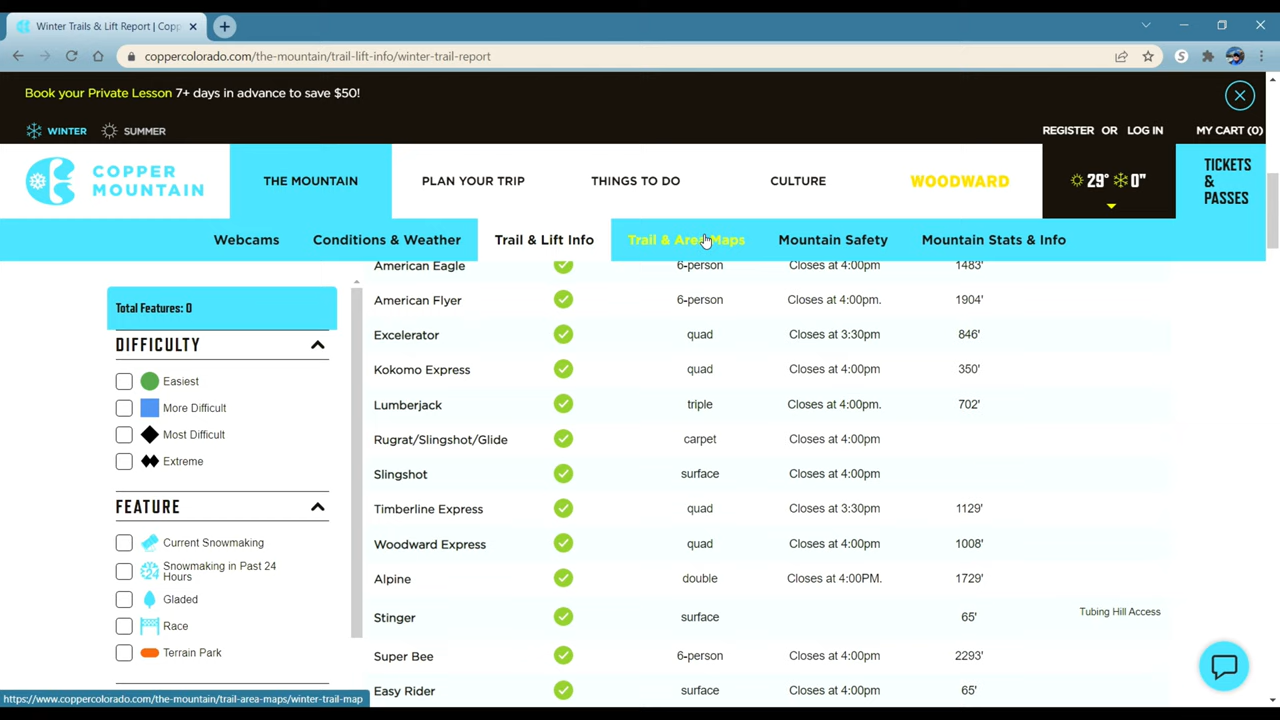 Winter Trails & Lift Report | Copp
coppercolorado.com/the-mountain/trail-lift-info/winter-trail-report
Book your Private Lesson 7+ days in advance to save $50!
WINTER SUMMER REGISTER OR LOG IN MY CART (0)
COPPER MOUNTAIN
THE MOUNTAIN PLAN YOUR TRIP THINGS TO DO CULTURE WOODWARD 29° 0"
TICKETS & PASSES
Webcams Conditions & Weather Trail & Lift Info Trail & Area Maps Mountain Safety Mountain Stats & Info
Total Features: 0
DIFFICULTY
Easiest
More Difficult
Most Difficult
Extreme
FEATURE
Current Snowmaking
+24 Snowmaking in Past 24 Hours
Gladed
Race
Terrain Park
American Eagle 6-person Closes at 4:00pm 1483'
American Flyer 6-person Closes at 4:00pm. 1904'
Excelerator quad Closes at 3:30pm 846'
Kokomo Express quad Closes at 4:00pm. 350'
Lumberjack triple Closes at 4:00pm. 702'
Rugrat/Slingshot/Glide carpet Closes at 4:00pm
Slingshot surface Closes at 4:00pm
Timberline Express quad Closes at 3:30pm 1129'
Woodward Express quad Closes at 4:00pm 1008'
Alpine double Closes at 4:00PM. 1729'
Stinger surface 65' Tubing Hill Access
Super Bee 6-person Closes at 4:00pm 2293'
Easy Rider surface Closes at 4:00pm 65'
https://www.coppercolorado.com/the-mountain/trail-area-maps/winter-trail-map